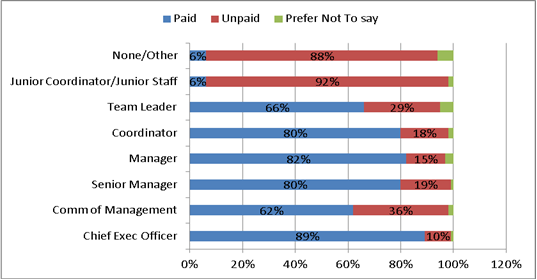 Paid Unpaid Prefer Not To say
None/Other 6% 88%
Junior Coordinator/Junior Staff 6% 92%
Team Leader 66% 29%
Coordinator 80% 18%
Manager 82% 15%
Senior Manager 80% 19%
Comm of Management 62% 36%
Chief Exec Officer 89% 10%
0% 20% 40% 60% 80% 100% 120%